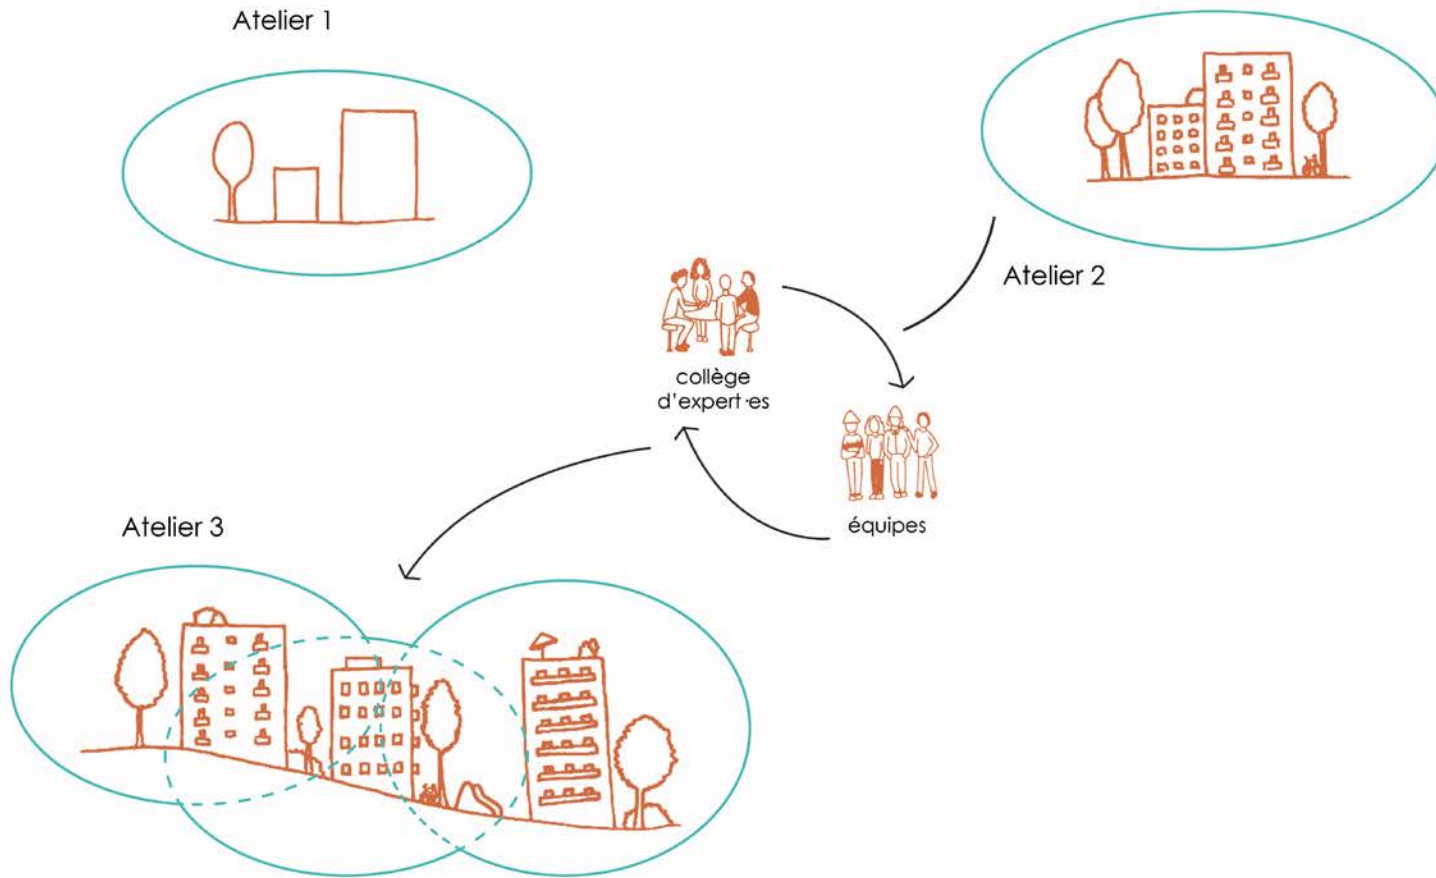 Atelier 1
Atelier 2
collège
d'expert·es
équipes
Atelier 3